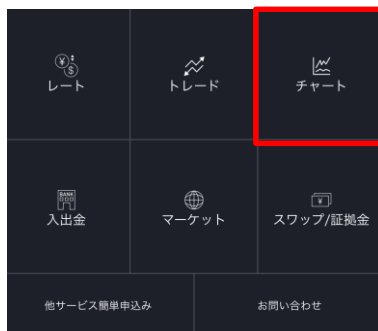 レート
トレード
チャート
BANK
入出金
マーケット
スワップ/証拠金
他サービス簡単申込み
お問い合わせ